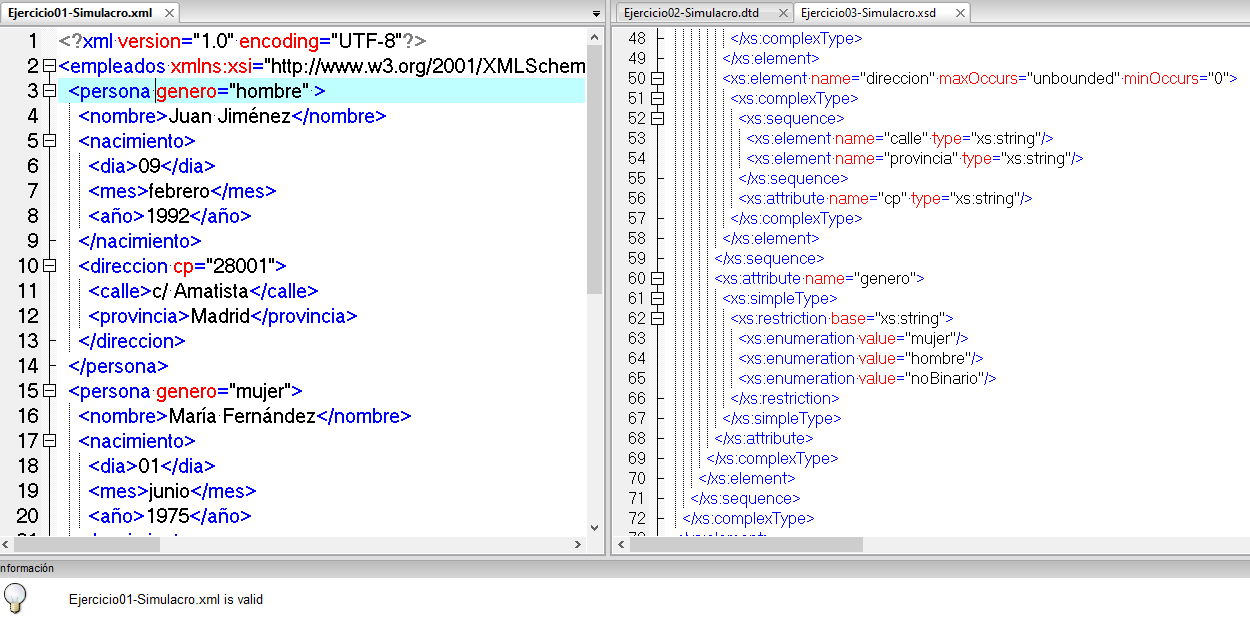 Ejercicio01-Simulacro.xml
1 <?xml version="1.0" encoding="UTF-8"?>
2 <empleados xmlns:xsi="http://www.w3.org/2001/XMLSchem
3 <persona genero="hombre" >
4 <nombre>Juan Jiménez</nombre>
5 <nacimiento>
6 <dia>09</dia>
7 <mes>febrero</mes>
8 <año>1992</año>
9 </nacimiento>
10 <direccion cp="28001">
11 <calle>c/ Amatista</calle>
12 <provincia>Madrid</provincia>
13 </direccion>
14 </persona>
15 <persona genero="mujer">
16 <nombre>María Fernández</nombre>
17 <nacimiento>
18 <dia>01</dia>
19 <mes>junio</mes>
20 <año>1975</año>
Ejercicio02-Simulacro.dtd
Ejercicio03-Simulacro.xsd
48 </xs:complexType>
49 </xs:element>
50 <xs:element name="direccion" maxOccurs="unbounded" minOccurs="0">
51 <xs:complexType>
52 <xs:sequence>
53 <xs:element name="calle" type="xs:string"/>
54 <xs:element name="provincia" type="xs:string"/>
55 </xs:sequence>
56 <xs:attribute name="cp" type="xs:string"/>
57 </xs:complexType>
58 </xs:element>
59 </xs:sequence>
60 <xs:attribute name="genero">
61 <xs:simpleType>
62 <xs:restriction base="xs:string">
63 <xs:enumeration value="mujer"/>
64 <xs:enumeration value="hombre"/>
65 <xs:enumeration value="noBinario"/>
66 </xs:restriction>
67 </xs:simpleType>
68 </xs:attribute>
69 </xs:complexType>
70 </xs:element>
71 </xs:sequence>
72 </xs:complexType>
nformación
Ejercicio01-Simulacro.xml is valid